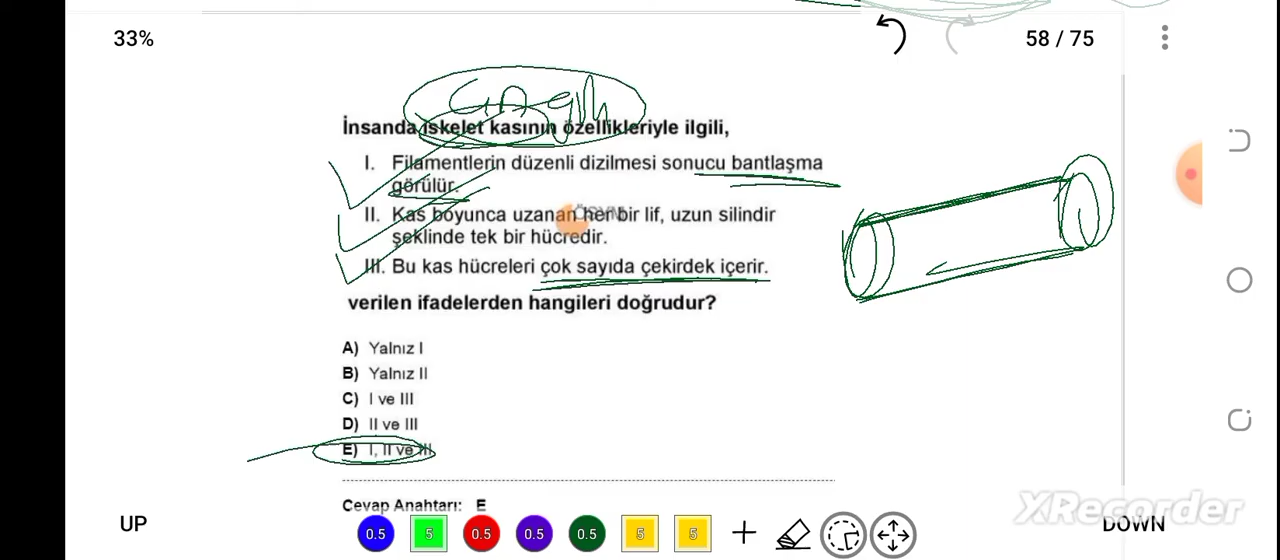 33%
58 / 75
çizgili
İnsanda iskelet kasının özellikleriyle ilgili,
I. Filamentlerin düzenli dizilmesi sonucu bantlaşma
görülür.
II. Kas boyunca uzanan her bir lif, uzun silindir
şeklinde tek bir hücredir.
III. Bu kas hücreleri çok sayıda çekirdek içerir.
verilen ifadelerden hangileri doğrudur?
A) Yalnız I
B) Yalnız II
C) I ve III
D) II ve III
E) I, II ve III
Cevap Anahtarı: E
UP
0.5
5
0.5
0.5
0.5
5
5
XRecorder
DOWN